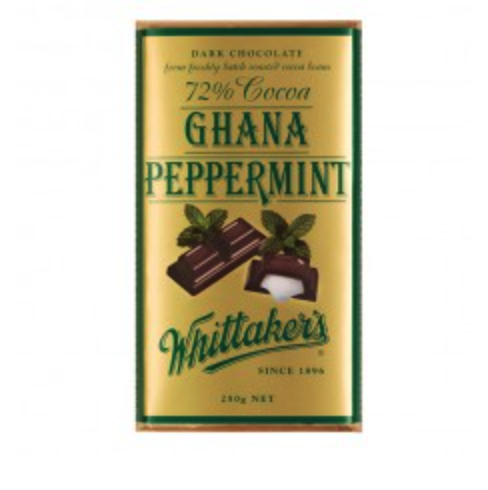 DARK CHOCOLATE
from freshly batch roasted cocoa beans
72% Cocoa
GHANA
PEPPERMINT
Whittaker's
®
SINCE 1896
250g NET